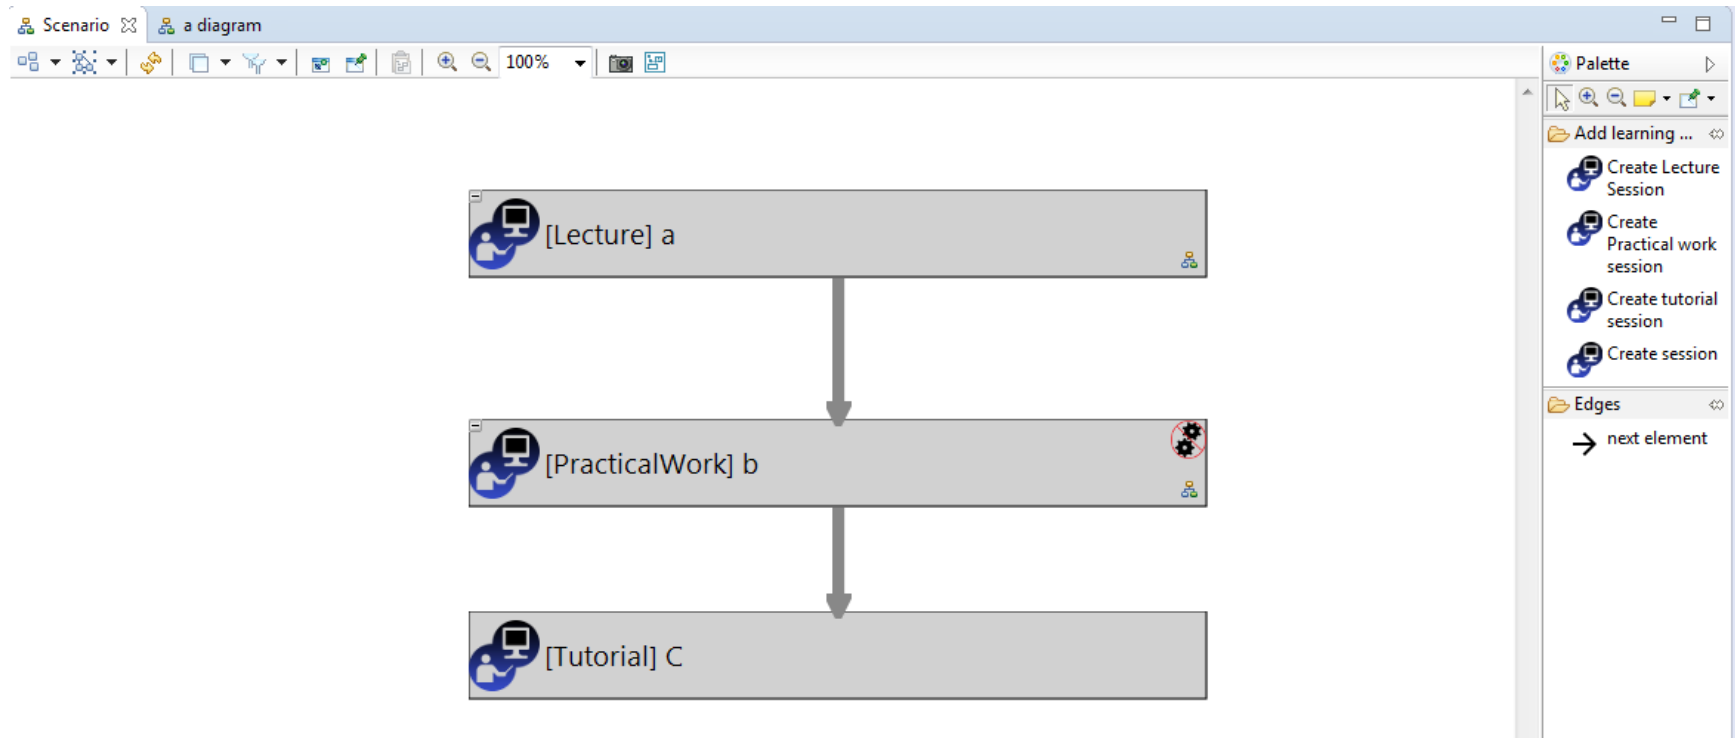 Scenario
a diagram
100%
Palette
Add learning ...
Create Lecture
Session
Create
Practical work
session
Create tutorial
session
Create session
Edges
next element
[Lecture] a
[PracticalWork] b
[Tutorial] C